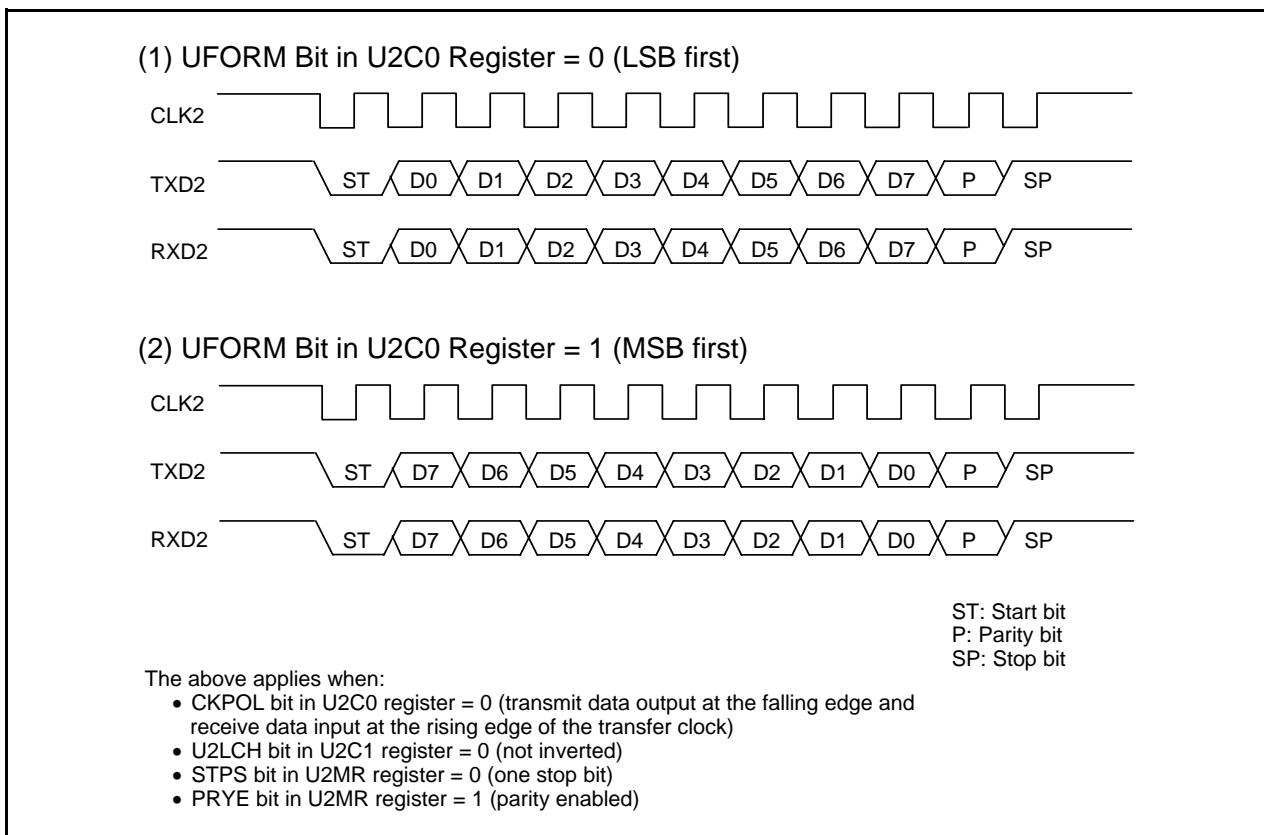 (1) UFORM Bit in U2C0 Register = 0 (LSB first)
CLK2
TXD2 ST D0 D1 D2 D3 D4 D5 D6 D7 P SP
RXD2 ST D0 D1 D2 D3 D4 D5 D6 D7 P SP
(2) UFORM Bit in U2C0 Register = 1 (MSB first)
CLK2
TXD2 ST D7 D6 D5 D4 D3 D2 D1 D0 P SP
RXD2 ST D7 D6 D5 D4 D3 D2 D1 D0 P SP
ST: Start bit
P: Parity bit
SP: Stop bit
The above applies when:
• CKPOL bit in U2C0 register = 0 (transmit data output at the falling edge and
receive data input at the rising edge of the transfer clock)
• U2LCH bit in U2C1 register = 0 (not inverted)
• STPS bit in U2MR register = 0 (one stop bit)
• PRYE bit in U2MR register = 1 (parity enabled)